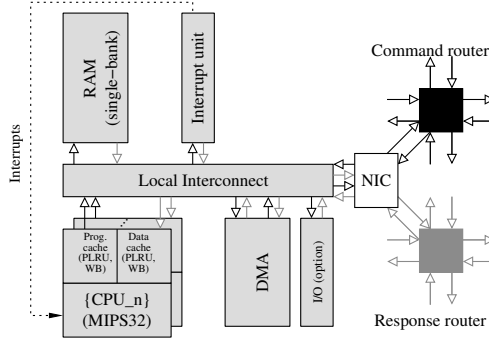 Command router
RAM
(single-bank)
Interrupt unit
Interrupts
Local Interconnect
NIC
Prog.
cache
(PLRU,
WB)
Data
cache
(PLRU,
WB)
{CPU_n}
(MIPS32)
DMA
I/O (option)
Response router